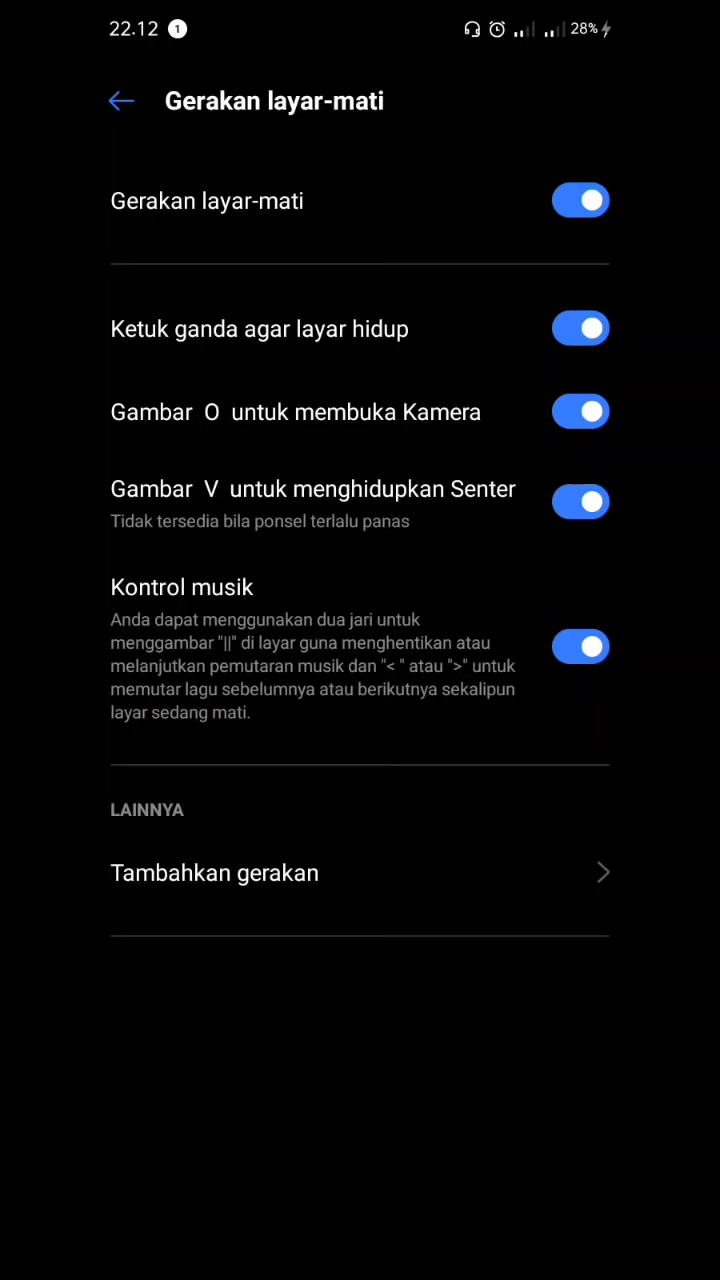 22.12 1 28%
Gerakan layar-mati
Gerakan layar-mati
Ketuk ganda agar layar hidup
Gambar O untuk membuka Kamera
Gambar V untuk menghidupkan Senter
Tidak tersedia bila ponsel terlalu panas
Kontrol musik
Anda dapat menggunakan dua jari untuk
menggambar "||" di layar guna menghentikan atau
melanjutkan pemutaran musik dan "< " atau ">" untuk
memutar lagu sebelumnya atau berikutnya sekalipun
layar sedang mati.
LAINNYA
Tambahkan gerakan